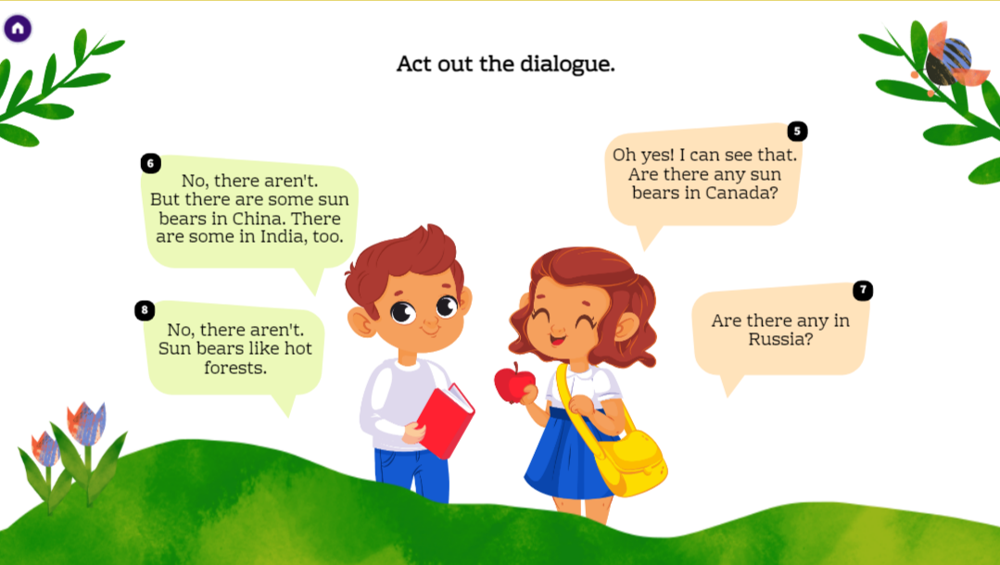 Act out the dialogue.
5
Oh yes! I can see that.
Are there any sun
bears in Canada?
6
No, there aren't.
But there are some sun
bears in China. There
are some in India, too.
7
Are there any in
Russia?
8
No, there aren't.
Sun bears like hot
forests.